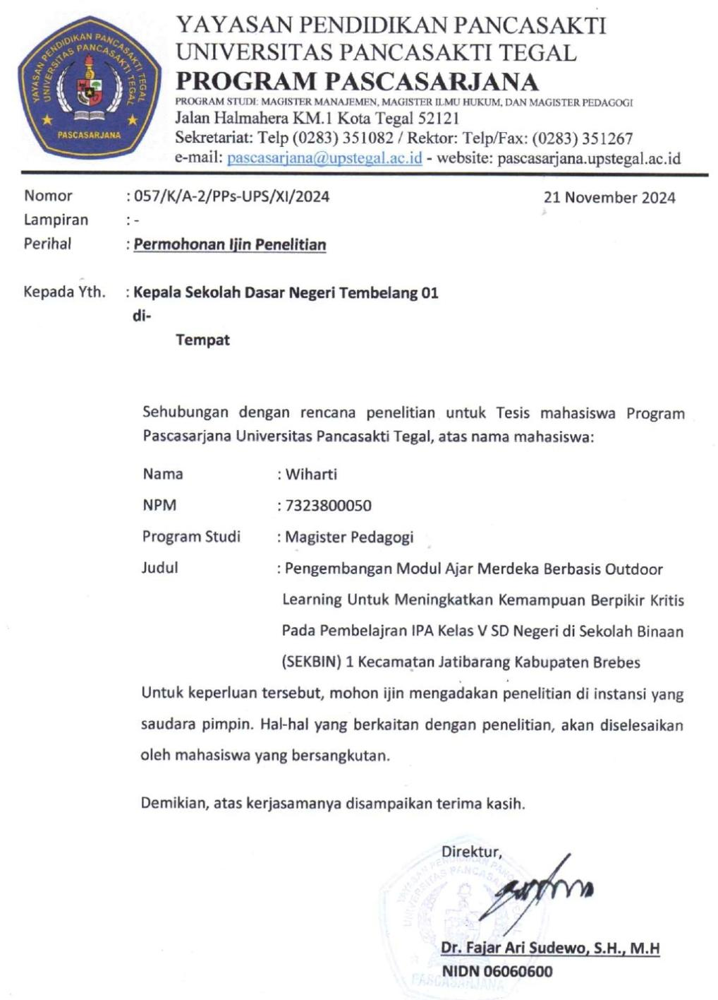 YAYASAN PENDIDIKAN PANCASAKTI
UNIVERSITAS PANCASAKTI TEGAL
PROGRAM PASCASARJANA
PROGRAM STUDI: MAGISTER MANAJEMEN, MAGISTER ILMU HUKUM, DAN MAGISTER PEDAGOGI
Jalan Halmahera KM.1 Kota Tegal 52121
Sekretariat: Telp (0283) 351082 / Rektor: Telp/Fax: (0283) 351267
e-mail: pascasarjana@upstegal.ac.id - website: pascasarjana.upstegal.ac.id
YAYASAN PENDIDIKAN PANCASAKTI TEGAL
UNIVERSITAS PANCASAKTI TEGAL
PASCASARJANA
Nomor : 057/K/A-2/PPs-UPS/XI/2024 21 November 2024
Lampiran : -
Perihal : Permohonan Ijin Penelitian
Kepada Yth. : Kepala Sekolah Dasar Negeri Tembelang 01
di-
Tempat
Sehubungan dengan rencana penelitian untuk Tesis mahasiswa Program
Pascasarjana Universitas Pancasakti Tegal, atas nama mahasiswa:
Nama : Wiharti
NPM : 7323800050
Program Studi : Magister Pedagogi
Judul : Pengembangan Modul Ajar Merdeka Berbasis Outdoor
Learning Untuk Meningkatkan Kemampuan Berpikir Kritis
Pada Pembelajran IPA Kelas V SD Negeri di Sekolah Binaan
(SEKBIN) 1 Kecamatan Jatibarang Kabupaten Brebes
Untuk keperluan tersebut, mohon ijin mengadakan penelitian di instansi yang
saudara pimpin. Hal-hal yang berkaitan dengan penelitian, akan diselesaikan
oleh mahasiswa yang bersangkutan.
Demikian, atas kerjasamanya disampaikan terima kasih.
Direktur,
Dr. Fajar Ari Sudewo, S.H., M.H
NIDN 06060600
PASCASARJANA